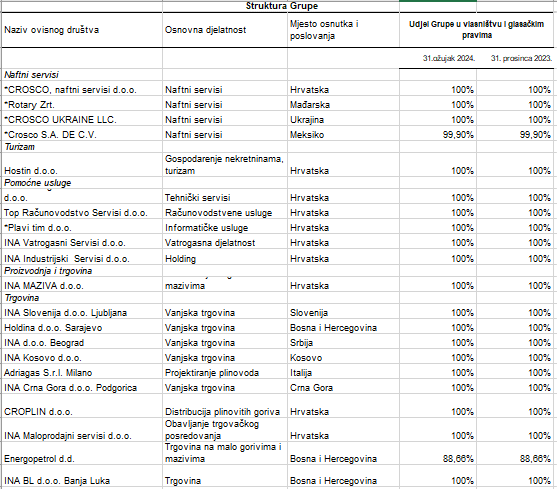 Struktura Grupe
Naziv ovisnog društva Osnovna djelatnost Mjesto osnutka i poslovanja Udjel Grupe u vlasništvu i glasačkim pravima
31.ožujak 2024. 31. prosinca 2023.
Naftni servisi
*CROSCO, naftni servisi d.o.o. Naftni servisi Hrvatska 100% 100%
*Rotary Zrt. Naftni servisi Mađarska 100% 100%
*CROSCO UKRAINE LLC. Naftni servisi Ukrajina 100% 100%
*Crosco S.A. DE C.V. Naftni servisi Meksiko 99,90% 99,90%
Turizam
Hostin d.o.o. Gospodarenje nekretninama, turizam Hrvatska 100% 100%
Pomoćne usluge
d.o.o. Tehnički servisi Hrvatska 100% 100%
Top Računovodstvo Servisi d.o.o. Računovodstvene usluge Hrvatska 100% 100%
*Plavi tim d.o.o. Informatičke usluge Hrvatska 100% 100%
INA Vatrogasni Servisi d.o.o. Vatrogasna djelatnost Hrvatska 100% 100%
INA Industrijski Servisi d.o.o. Holding Hrvatska 100% 100%
Proizvodnja i trgovina
INA MAZIVA d.o.o. mazivima Hrvatska 100% 100%
Trgovina
INA Slovenija d.o.o. Ljubljana Vanjska trgovina Slovenija 100% 100%
Holdina d.o.o. Sarajevo Vanjska trgovina Bosna i Hercegovina 100% 100%
INA d.o.o. Beograd Vanjska trgovina Srbija 100% 100%
INA Kosovo d.o.o. Vanjska trgovina Kosovo 100% 100%
Adriagas S.r.l. Milano Projektiranje plinovoda Italija 100% 100%
INA Crna Gora d.o.o. Podgorica Vanjska trgovina Crna Gora 100% 100%
CROPLIN d.o.o. Distribucija plinovitih goriva Hrvatska 100% 100%
INA Maloprodajni servisi d.o.o. Obavljanje trgovačkog posredovanja Hrvatska 100% 100%
Energopetrol d.d. Trgovina na malo gorivima i mazivima Bosna i Hercegovina 88,66% 88,66%
INA BL d.o.o. Banja Luka Trgovina Bosna i Hercegovina 100% 100%